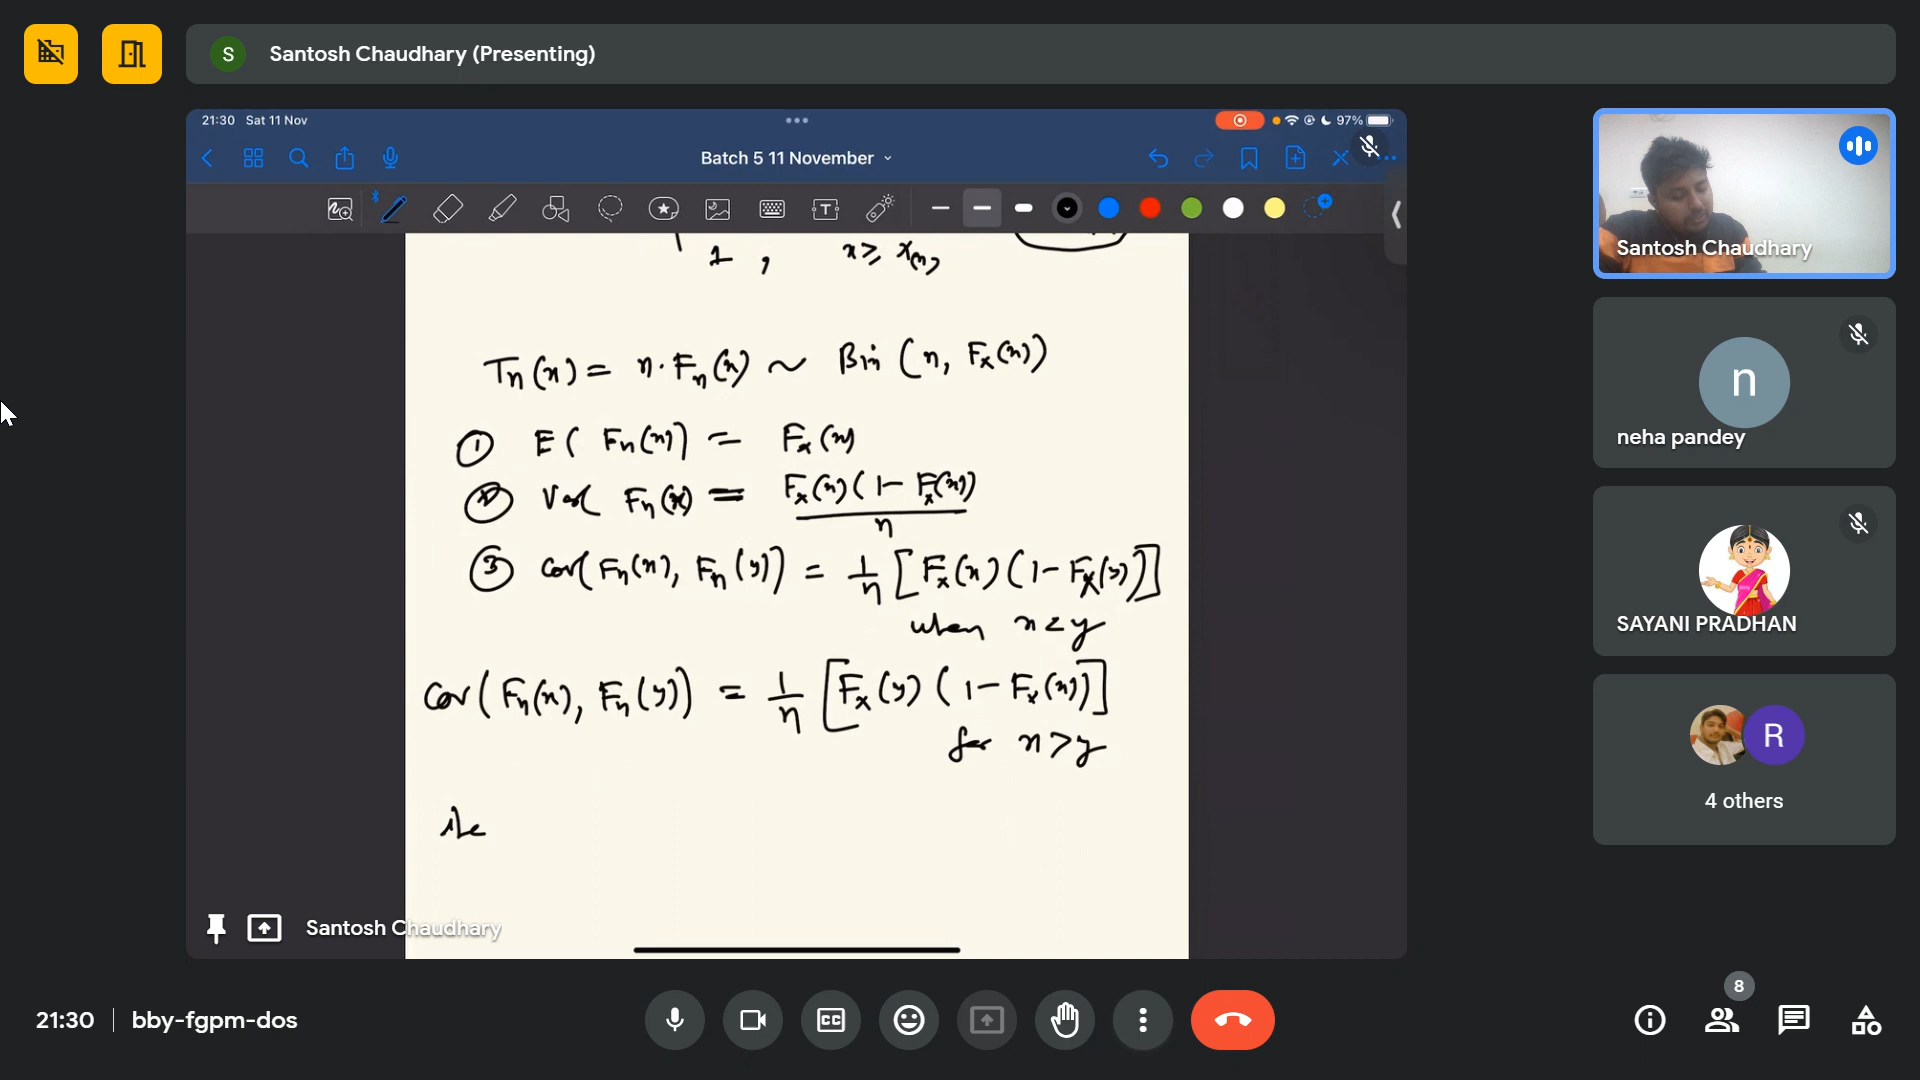 S Santosh Chaudhary (Presenting)
21:30 Sat 11 Nov
97%
Batch 5 11 November
1 , x ≥ x(n)
Tn(x) = n·Fn(x) ~ Bin (n, Fx(x))
① E( Fn(x)) = Fx(x)
② Var Fn(x) = Fx(x)(1 - Fx(x)) / n
③ Cov(Fn(x), Fn(y)) = 1/n [Fx(x)(1 - Fx(y))]
when x < y
Cov(Fn(x), Fn(y)) = 1/n [Fx(y)(1 - Fx(x))]
for x > y
Santosh Chaudhary
Santosh Chaudhary
n
neha pandey
SAYANI PRADHAN
R
4 others
21:30 | bby-fgpm-dos
CC
8